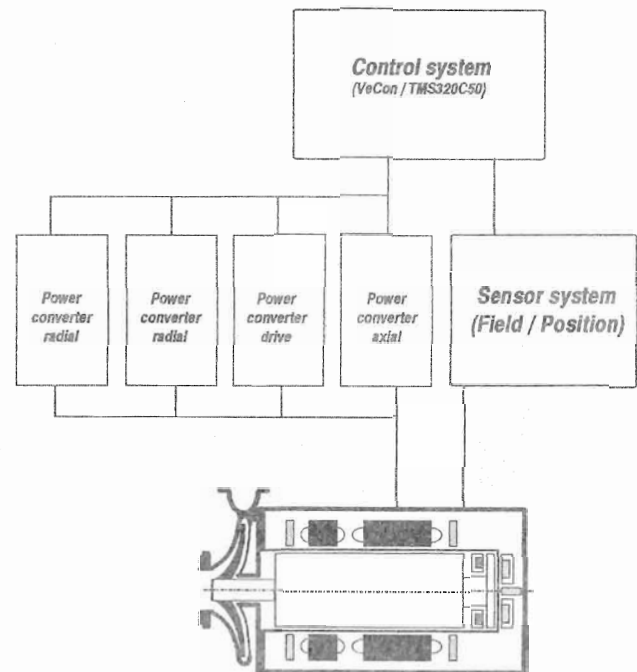 Control system
(VeCon / TMS320C50)
Power
converter
radial
Power
converter
radial
Power
converter
drive
Power
converter
axial
Sensor system
(Field / Position)